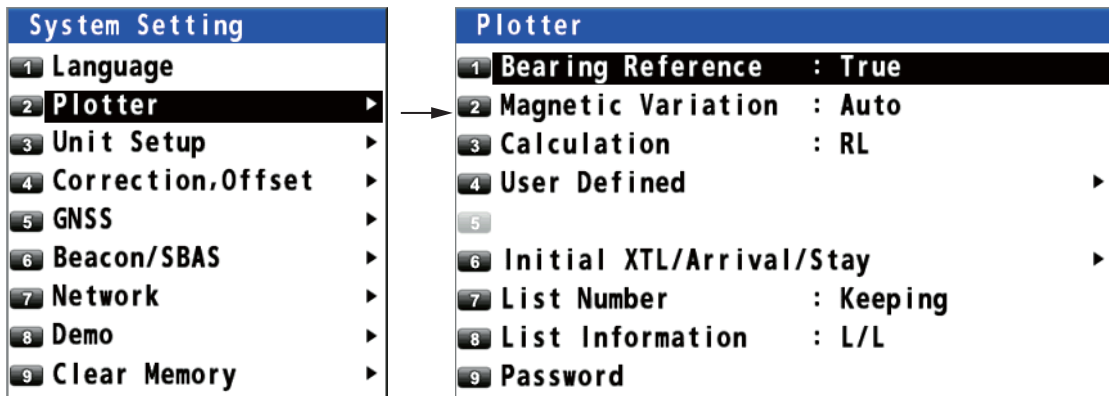 System Setting
1 Language
2 Plotter
3 Unit Setup
4 Correction,Offset
5 GNSS
6 Beacon/SBAS
7 Network
8 Demo
9 Clear Memory
Plotter
1 Bearing Reference : True
2 Magnetic Variation : Auto
3 Calculation : RL
4 User Defined
5
6 Initial XTL/Arrival/Stay
7 List Number : Keeping
8 List Information : L/L
9 Password